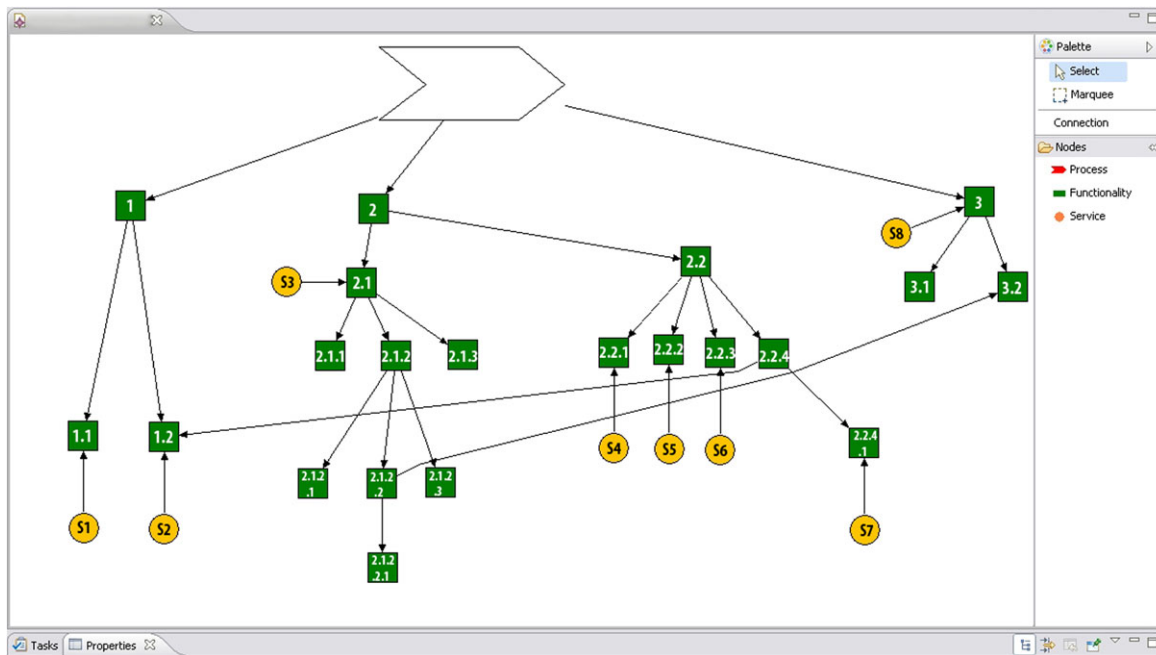 Palette
Select
Marquee
Connection
Nodes
Process
Functionality
Service
1
2
3
S8
2.2
S3
2.1
3.1
3.2
2.1.1
2.1.2
2.1.3
2.2.1
2.2.2
2.2.3
2.2.4
1.1
1.2
S4
S5
S6
2.2.4
.1
2.1.2
.1
2.1.2
.2
2.1.2
.3
S1
S2
S7
2.1.2
.2.1
Tasks
Properties